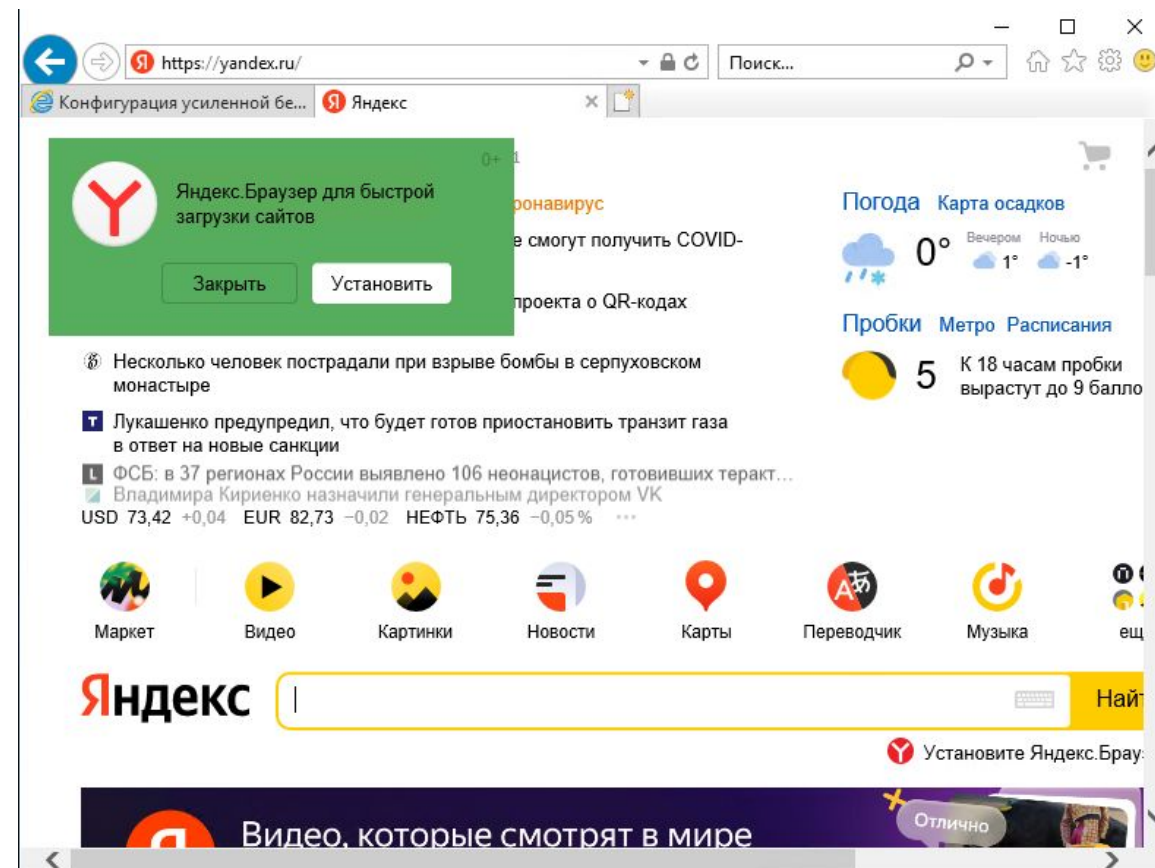 https://yandex.ru/
Поиск...
Конфигурация усиленной бе...
Яндекс
0+
Яндекс.Браузер для быстрой
загрузки сайтов
Закрыть
Установить
е смогут получить COVID-
проекта о QR-кодах
Несколько человек пострадали при взрыве бомбы в серпуховском
монастыре
Лукашенко предупредил, что будет готов приостановить транзит газа
в ответ на новые санкции
ФСБ: в 37 регионах России выявлено 106 неонацистов, готовивших теракт...
Владимира Кириенко назначили генеральным директором VK
USD 73,42 +0,04 EUR 82,73 −0,02 НЕФТЬ 75,36 −0,05 % ...
Погода Карта осадков
0° Вечером 1° Ночью -1°
Пробки Метро Расписания
5 К 18 часам пробки
вырастут до 9 балло
Маркет Видео Картинки Новости Карты Переводчик Музыка ещ
Яндекс
Най
Установите Яндекс.Брау
Видео, которые смотрят в мире
Отлично